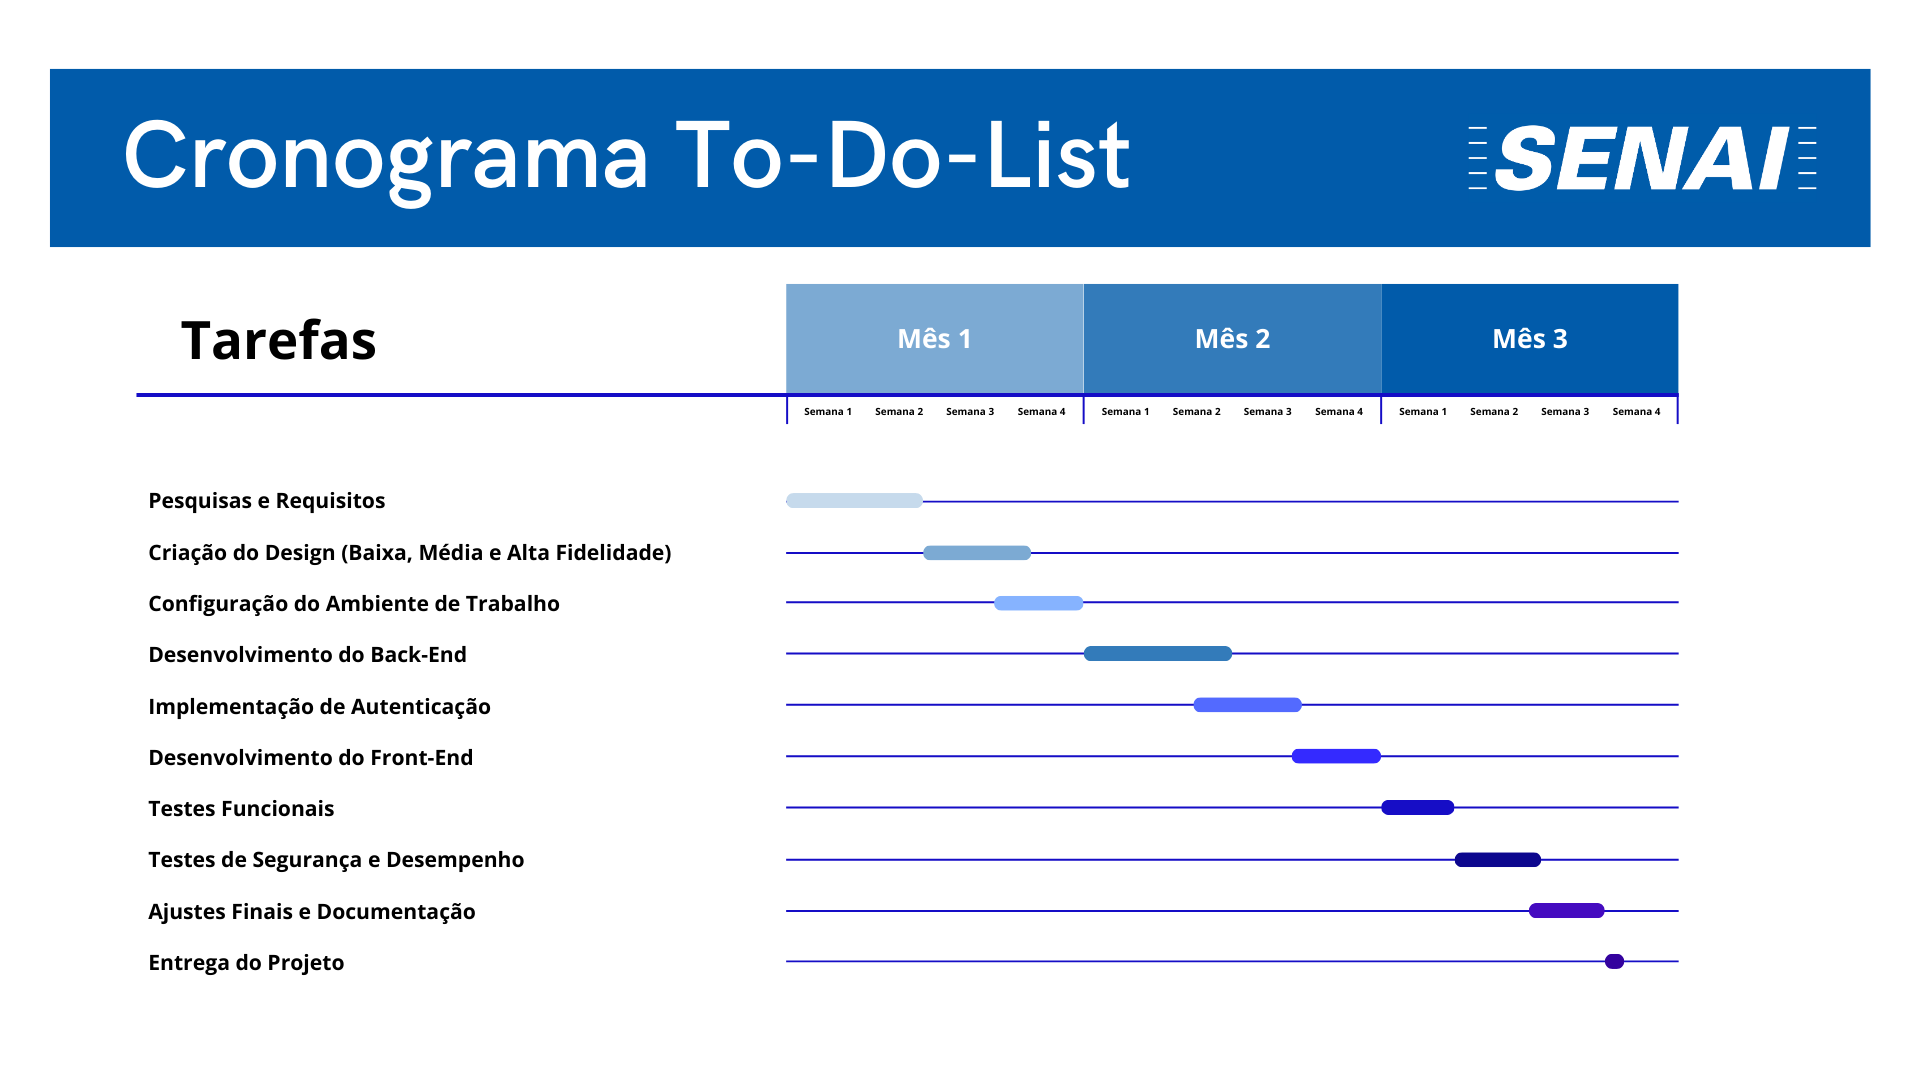 Cronograma To-Do-List
SENAI
Tarefas
Mês 1
Mês 2
Mês 3
Semana 1 Semana 2 Semana 3 Semana 4 Semana 1 Semana 2 Semana 3 Semana 4 Semana 1 Semana 2 Semana 3 Semana 4
Pesquisas e Requisitos
Criação do Design (Baixa, Média e Alta Fidelidade)
Configuração do Ambiente de Trabalho
Desenvolvimento do Back-End
Implementação de Autenticação
Desenvolvimento do Front-End
Testes Funcionais
Testes de Segurança e Desempenho
Ajustes Finais e Documentação
Entrega do Projeto